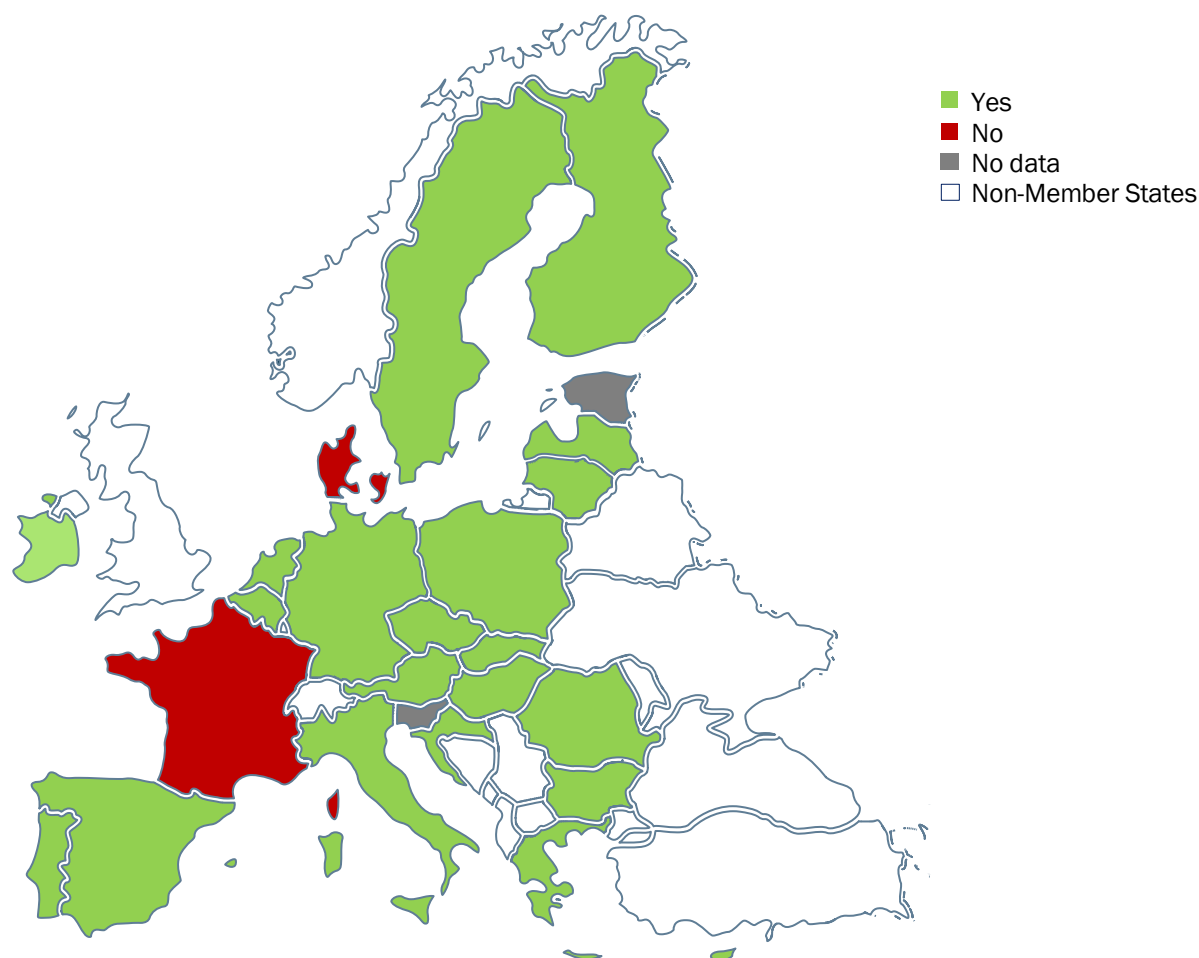 Yes
No
No data
Non-Member States